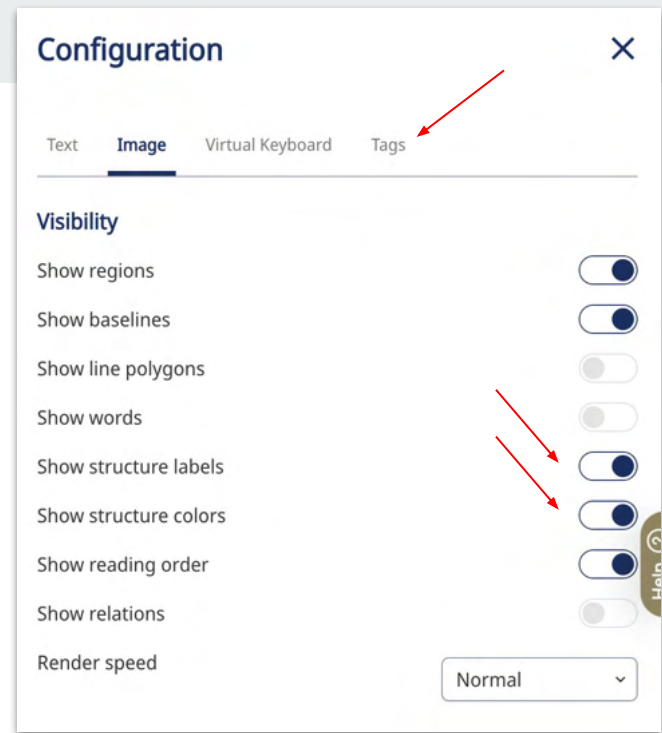 Configuration
Text Image Virtual Keyboard Tags
Visibility
Show regions
Show baselines
Show line polygons
Show words
Show structure labels
Show structure colors
Show reading order
Help
Show relations
Render speed Normal